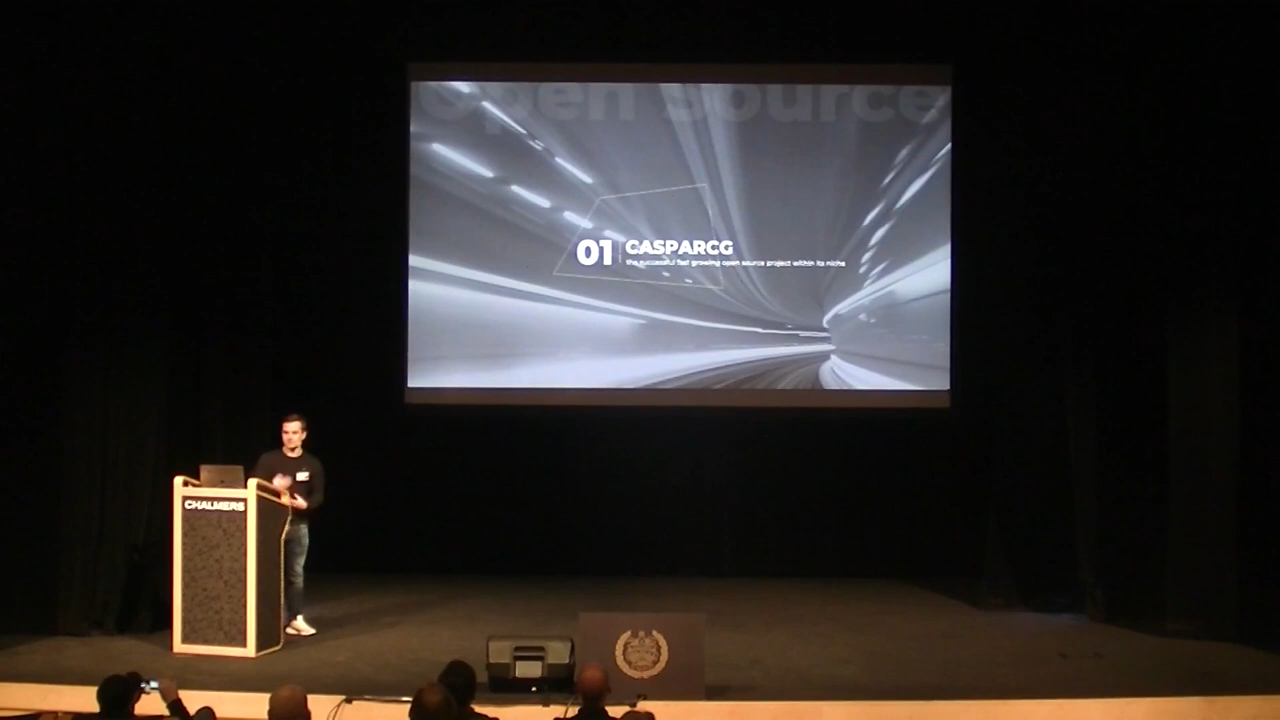 Open Source
01
CASPARCG
the successful fast growing open source project within its niche
CHALMERS